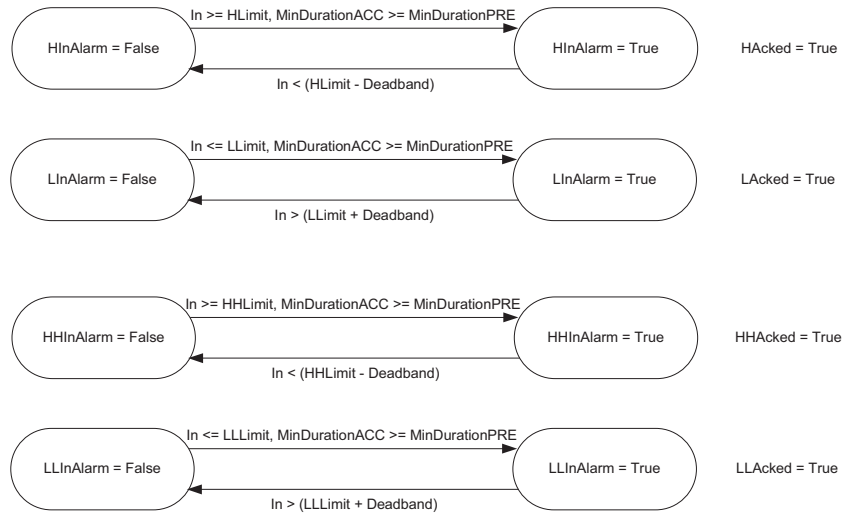 In >= HLimit, MinDurationACC >= MinDurationPRE
HInAlarm = False
HInAlarm = True
HAcked = True
In < (HLimit - Deadband)
In <= LLimit, MinDurationACC >= MinDurationPRE
LInAlarm = False
LInAlarm = True
LAcked = True
In > (LLimit + Deadband)
In >= HHLimit, MinDurationACC >= MinDurationPRE
HHInAlarm = False
HHInAlarm = True
HHAcked = True
In < (HHLimit - Deadband)
In <= LLLimit, MinDurationACC >= MinDurationPRE
LLInAlarm = False
LLInAlarm = True
LLAcked = True
In > (LLLimit + Deadband)